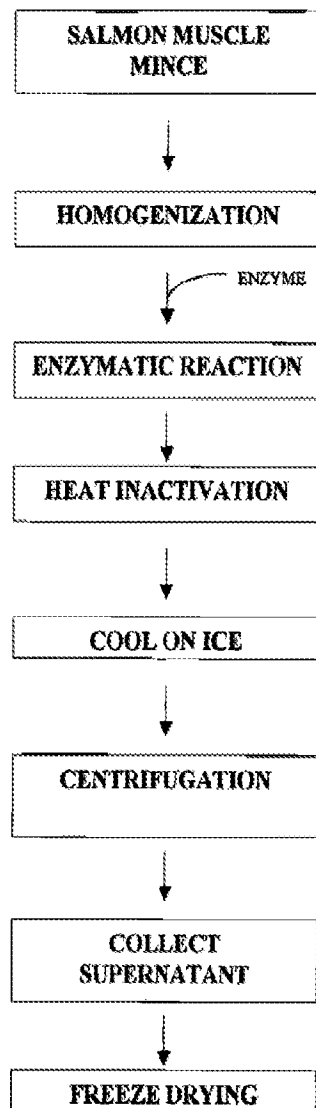 SALMON MUSCLE
MINCE
HOMOGENIZATION
ENZYME
ENZYMATIC REACTION
HEAT INACTIVATION
COOL ON ICE
CENTRIFUGATION
COLLECT
SUPERNATANT
FREEZE DRYING